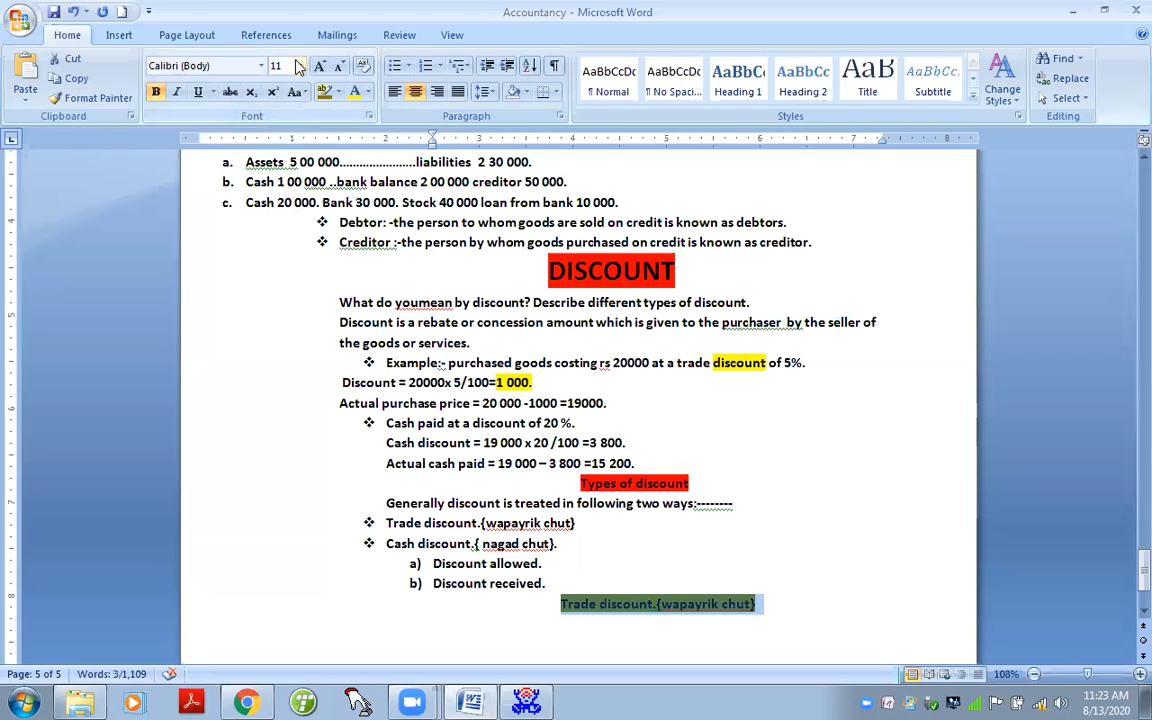 Accountancy - Microsoft Word
Home Insert Page Layout References Mailings Review View
Paste
Cut
Copy
Format Painter
Clipboard
Calibri (Body) 11
Font
Paragraph
AaBbCcDc AaBbCcDc AaBbCc AaBbCc AaB AaBbCc
¶ Normal ¶ No Spaci... Heading 1 Heading 2 Title Subtitle
Change Styles
Styles
Find
Replace
Select
Editing
3 4 5 6 7 8
a. Assets 5 00 000.......................liabilities 2 30 000.
b. Cash 1 00 000 ..bank balance 2 00 000 creditor 50 000.
c. Cash 20 000. Bank 30 000. Stock 40 000 loan from bank 10 000.
❖ Debtor: -the person to whom goods are sold on credit is known as debtors.
❖ Creditor :-the person by whom goods purchased on credit is known as creditor.
DISCOUNT
What do youmean by discount? Describe different types of discount.
Discount is a rebate or concession amount which is given to the purchaser by the seller of
the goods or services.
❖ Example:- purchased goods costing rs 20000 at a trade discount of 5%.
Discount = 20000x 5/100=1 000.
Actual purchase price = 20 000 -1000 =19000.
❖ Cash paid at a discount of 20 %.
Cash discount = 19 000 x 20 /100 =3 800.
Actual cash paid = 19 000 – 3 800 =15 200.
Types of discount
Generally discount is treated in following two ways:--------
❖ Trade discount.{wapayrik chut}
❖ Cash discount.{ nagad chut}.
a) Discount allowed.
b) Discount received.
Trade discount.{wapayrik chut}
Page: 5 of 5 Words: 3/1,109 108%
11:23 AM
8/13/2020